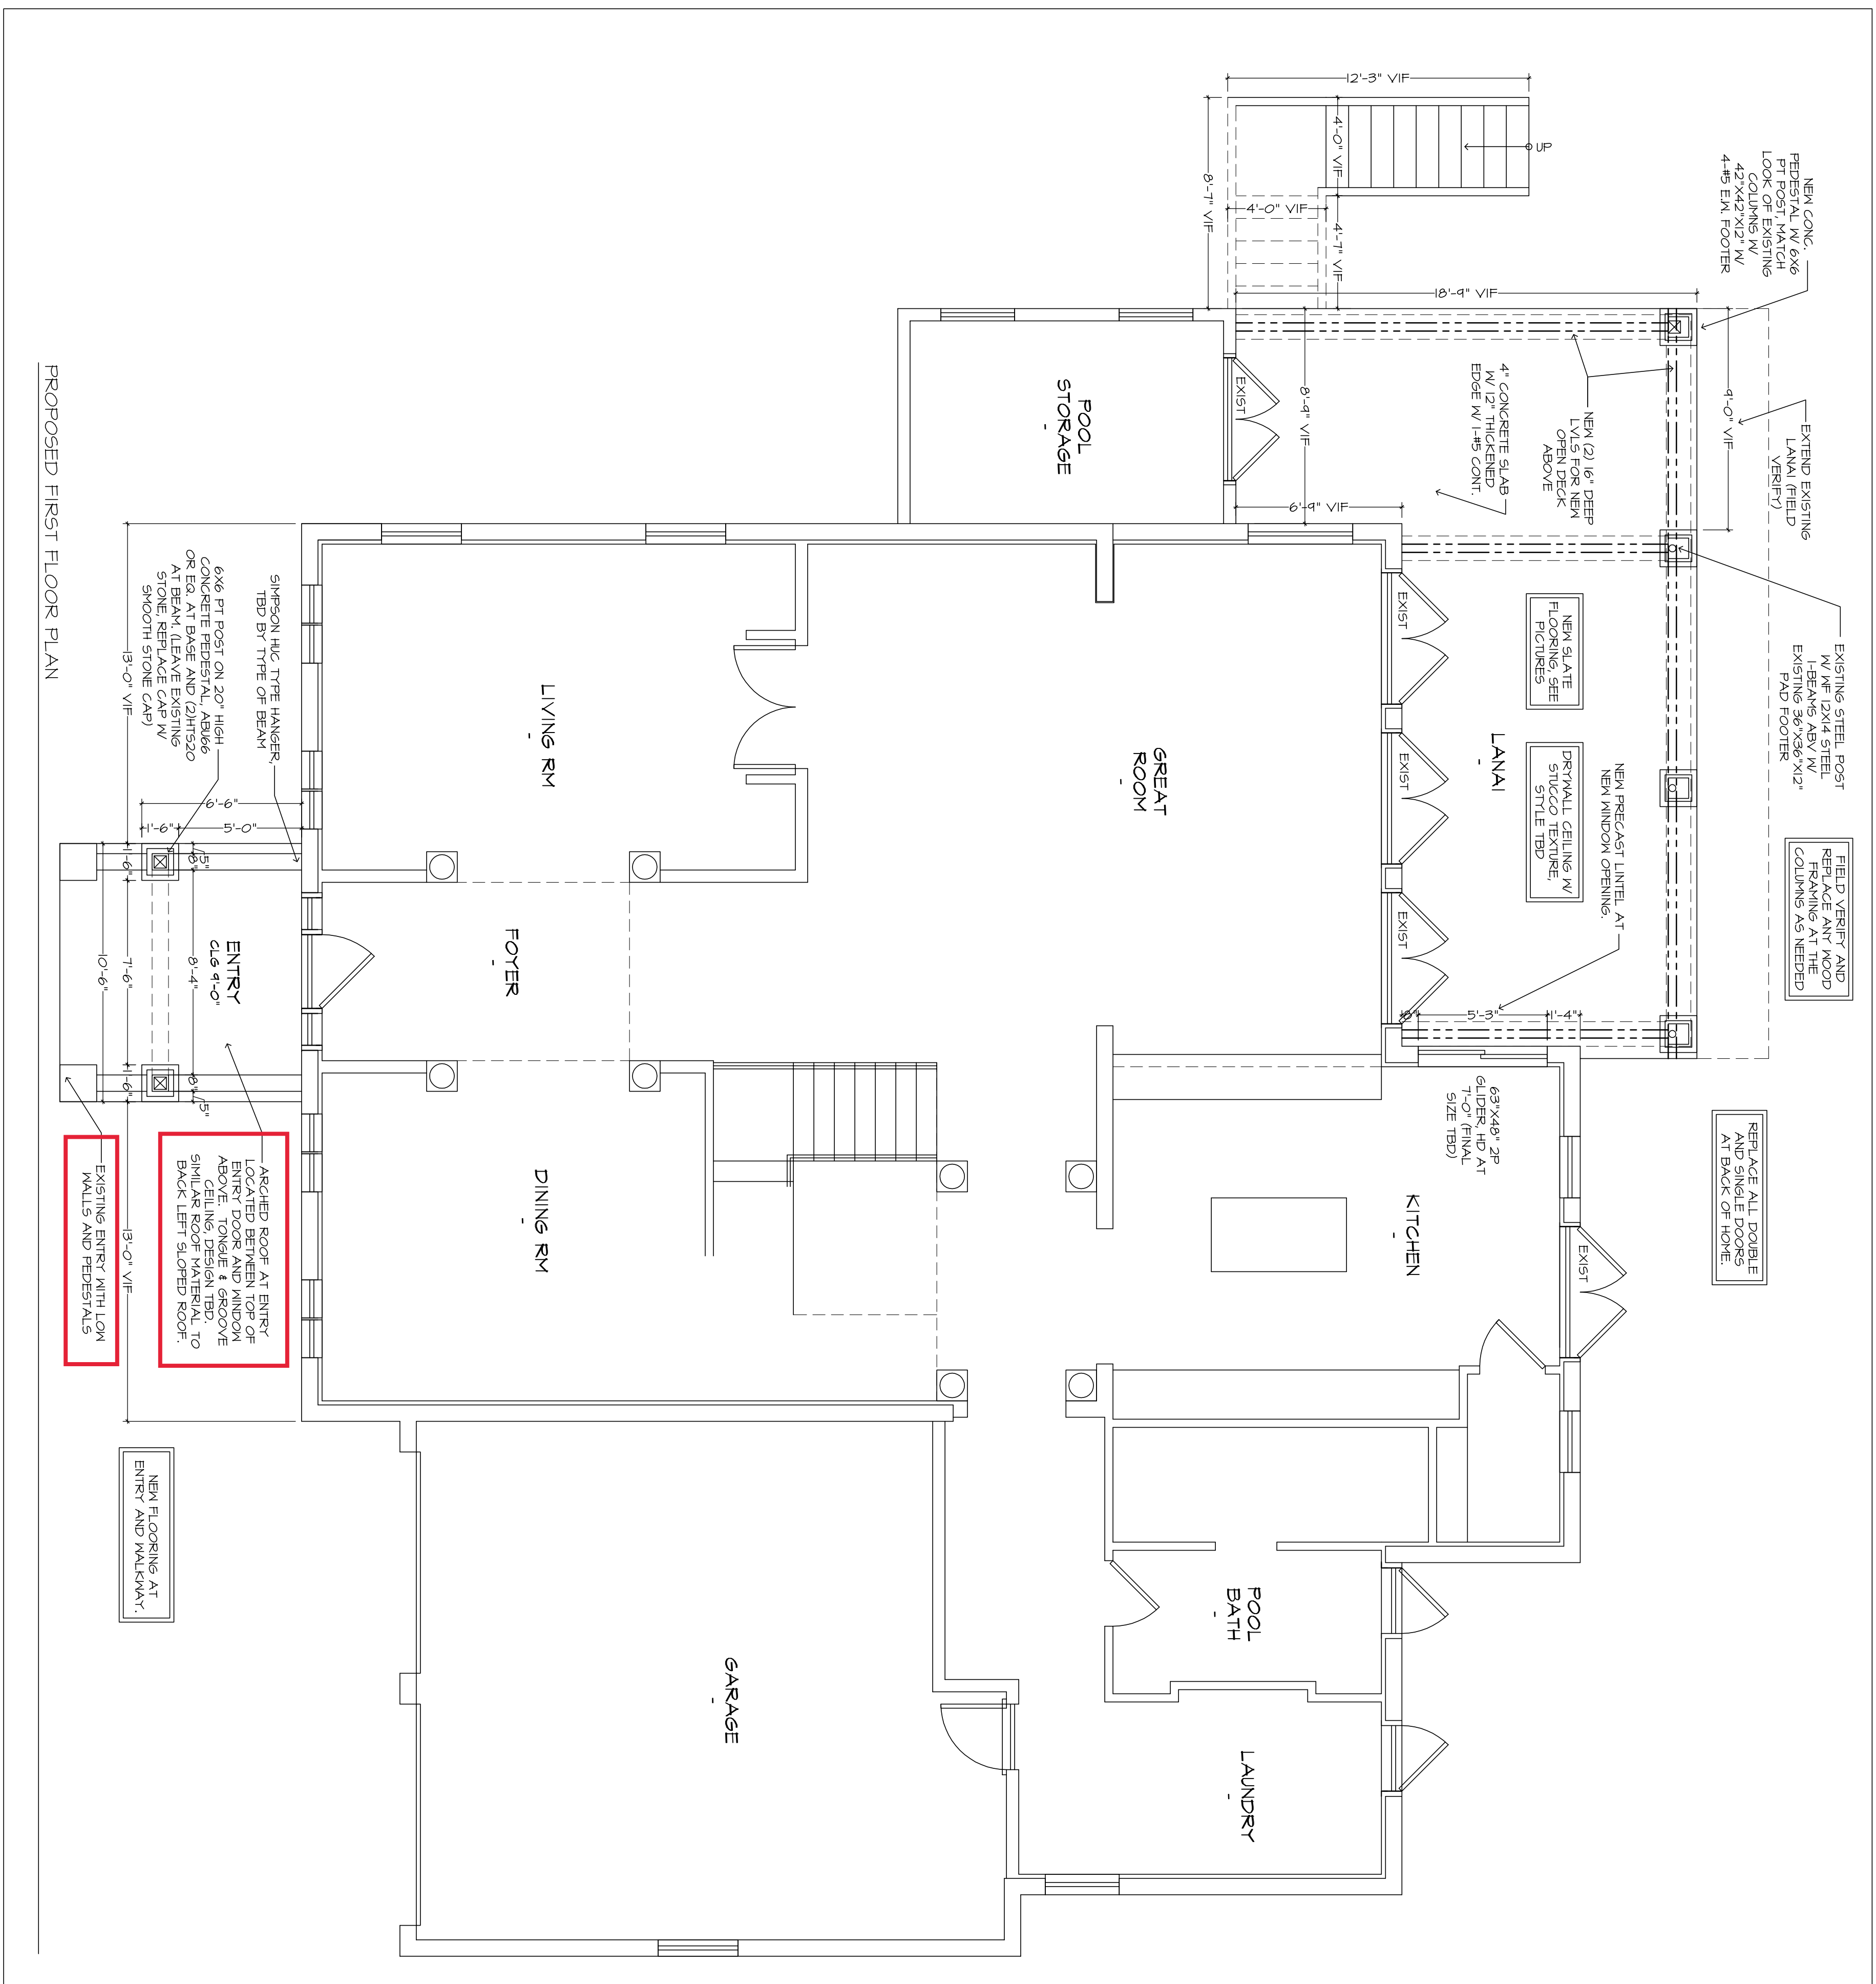 NEW CONC.
PEDESTAL W/ 6X6
PT POST, MATCH
LOOK OF EXISTING
COLUMNS W/
42"X42"X12" W/
4-#5 E.W. FOOTER
EXTEND EXISTING
LANAI (FIELD
VERIFY)
EXISTING STEEL POST
W/ WF 12X14 STEEL
I-BEAMS ABV W/
EXISTING 36"X36"X12"
PAD FOOTER
FIELD VERIFY AND
REPLACE ANY WOOD
FRAMING AT THE
COLUMNS AS NEEDED
REPLACE ALL DOUBLE
AND SINGLE DOORS
AT BACK OF HOME.
9'-0" VIF
12'-3" VIF
UP
4'-0" VIF
4'-7" VIF
4'-0" VIF
8'-7" VIF
18'-9" VIF
NEW (2) 16" DEEP
LVLS FOR NEW
OPEN DECK
ABOVE
4" CONCRETE SLAB
W/ 12" THICKENED
EDGE W/ 1-#5 CONT.
NEW SLATE
FLOORING, SEE
PICTURES
DRYWALL CEILING W/
STUCCO TEXTURE,
STYLE TBD
NEW PRECAST LINTEL AT
NEW WINDOW OPENING.
LANAI
-
8'-9" VIF
6'-9" VIF
EXIST
EXIST
EXIST
EXIST
EXIST
8"
5'-3"
1'-4"
63"X48" 2P
GLIDER, HD AT
7'-0" (FINAL
SIZE TBD)
KITCHEN
-
POOL
STORAGE
-
GREAT
ROOM
-
POOL
BATH
-
LAUNDRY
-
LIVING RM
-
FOYER
-
DINING RM
-
GARAGE
-
SIMPSON HUC TYPE HANGER,
TBD BY TYPE OF BEAM
6X6 PT POST ON 20" HIGH
CONCRETE PEDESTAL, ABU66
OR EQ. AT BASE AND (2)HTS20
AT BEAM. (LEAVE EXISTING
STONE, REPLACE CAP W/
SMOOTH STONE CAP)
6'-6"
1'-6"
5'-0"
ENTRY
CLG 9'-0"
5"
8"
8'-4"
8"
5"
1'-6"
7'-6"
1'-6"
10'-6"
13'-0" VIF
13'-0" VIF
ARCHED ROOF AT ENTRY
LOCATED BETWEEN TOP OF
ENTRY DOOR AND WINDOW
ABOVE. TONGUE & GROOVE
CEILING, DESIGN TBD.
SIMILAR ROOF MATERIAL TO
BACK LEFT SLOPED ROOF.
EXISTING ENTRY WITH LOW
WALLS AND PEDESTALS
NEW FLOORING AT
ENTRY AND WALKWAY.
PROPOSED FIRST FLOOR PLAN